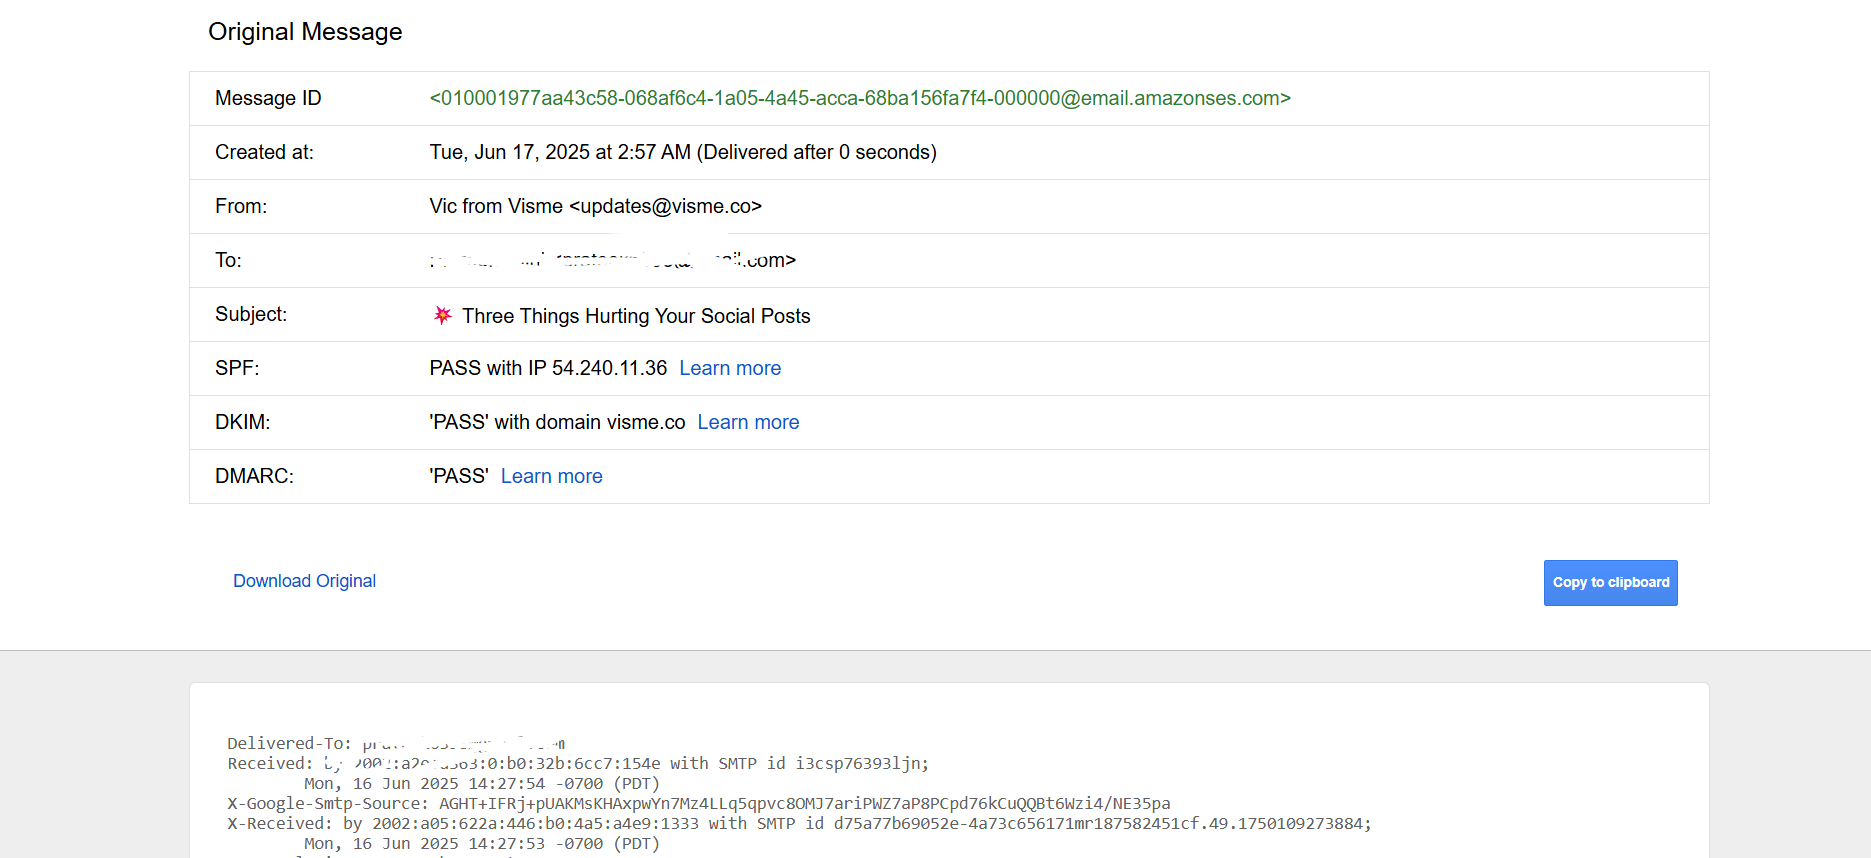 Original Message
Message ID <010001977aa43c58-068af6c4-1a05-4a45-acca-68ba156fa7f4-000000@email.amazonses.com>
Created at: Tue, Jun 17, 2025 at 2:57 AM (Delivered after 0 seconds)
From: Vic from Visme <updates@visme.co>
To: .com>
Subject: 💥 Three Things Hurting Your Social Posts
SPF: PASS with IP 54.240.11.36 Learn more
DKIM: 'PASS' with domain visme.co Learn more
DMARC: 'PASS' Learn more
Download Original
Copy to clipboard
Delivered-To:
Received: by :0:b0:32b:6cc7:154e with SMTP id i3csp76393ljn;
Mon, 16 Jun 2025 14:27:54 -0700 (PDT)
X-Google-Smtp-Source: AGHT+IFRj+pUAKMsKHAxpwYn7Mz4LLq5qpvc8OMJ7ariPWZ7aP8PCpd76kCuQQBt6Wzi4/NE35pa
X-Received: by 2002:a05:622a:446:b0:4a5:a4e9:1333 with SMTP id d75a77b69052e-4a73c656171mr187582451cf.49.1750109273884;
Mon, 16 Jun 2025 14:27:53 -0700 (PDT)